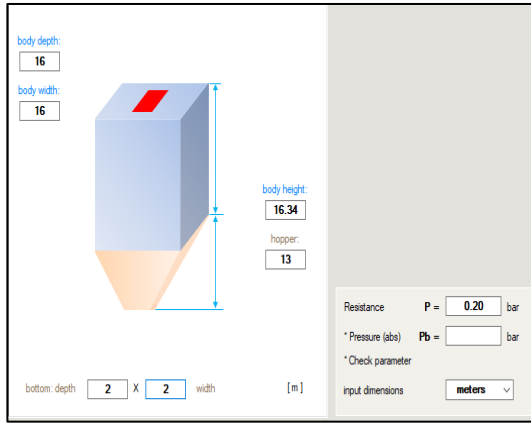 body depth:
16
body width:
16
body height:
16.34
hopper:
13
bottom: depth 2 X 2 width [ m ]
Resistance P = 0.20 bar
* Pressure (abs) Pb = bar
* Check parameter
input dimensions meters